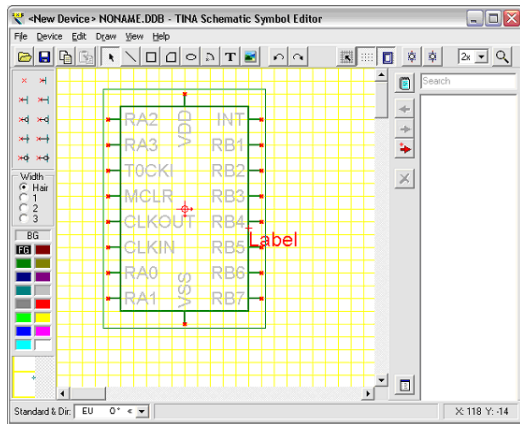 <New Device> NONAME.DDB - TINA Schematic Symbol Editor
File Device Edit Draw View Help
T 2x
Search
Width
Hair
1
2
3
BG
FG
VDD
RA2 INT
RA3 RB1
T0CKI RB2
MCLR RB3
CLKOUT RB4
Label
CLKIN RB5
RA0 RB6
RA1 RB7
VSS
Standard & Dir: EU 0° < X: 118 Y: -14